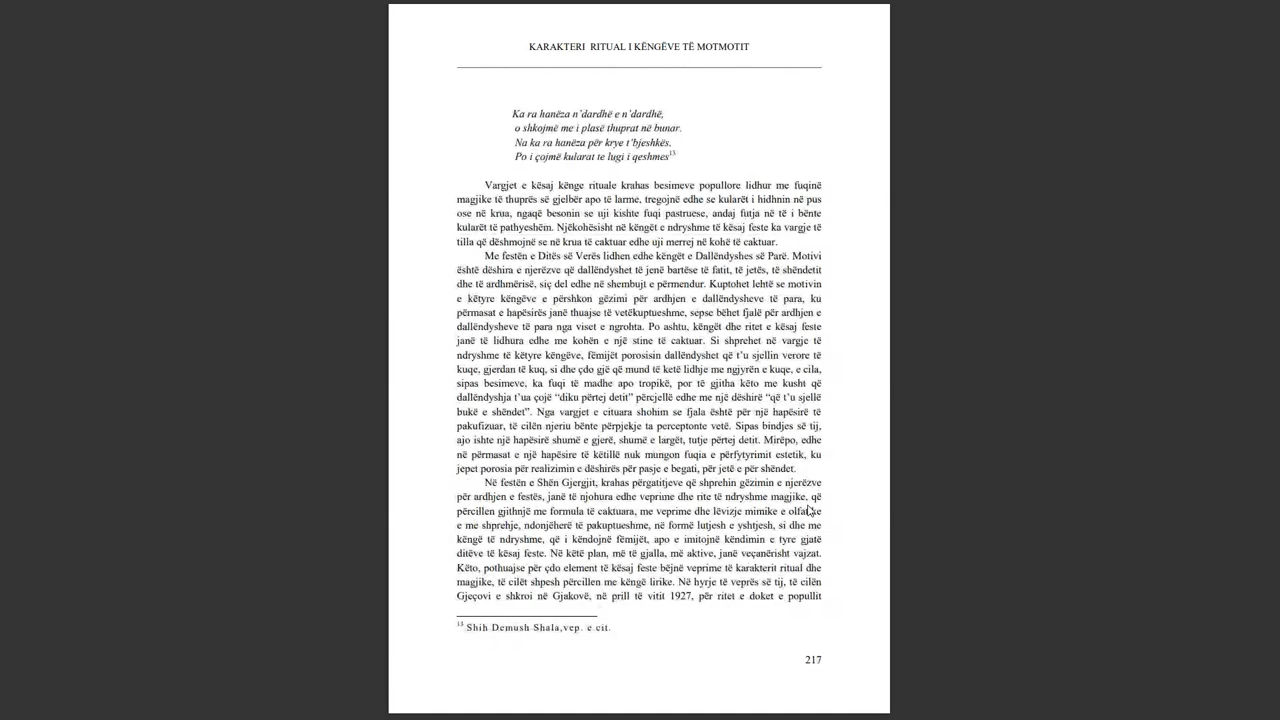 KARAKTERI RITUAL I KËNGËVE TË MOTMOTIT
Ka ra hanëza n'dardhë e n'dardhë,
o shkojmë me i plasë thuprat në bunar.
Na ka ra hanëza për krye t'bjeshkës,
Po i çojmë kularat te lugi i qeshmes13
Vargjet e kësaj kënge rituale krahas besimeve popullore lidhur me fuqinë
magjike të thuprës së gjelbër apo të larme, tregojnë edhe se kularët i hidhnin në pus
ose në krua, ngaqë besonin se uji kishte fuqi pastruese, andaj futja në të i bënte
kularët të pathyeshëm. Njëkohësisht në këngët e ndryshme të kësaj feste ka vargje të
tilla që dëshmojnë se në krua të caktuar edhe uji merrej në kohë të caktuar.
Me festën e Ditës së Verës lidhen edhe këngët e Dallëndyshes së Parë. Motivi
është dëshira e njerëzve që dallëndyshet të jenë bartëse të fatit, të jetës, të shëndetit
dhe të ardhmërisë, siç del edhe në shembujt e përmendur. Kuptohet lehtë se motivin
e këtyre këngëve e përshkon gëzimi për ardhjen e dallëndysheve të para, ku
përmasat e hapësirës janë thuajse të vetëkuptueshme, sepse bëhet fjalë për ardhjen e
dallëndysheve të para nga viset e ngrohta. Po ashtu, këngët dhe ritet e kësaj feste
janë të lidhura edhe me kohën e një stine të caktuar. Si shprehet në vargje të
ndryshme të këtyre këngëve, fëmijët porosisin dallëndyshet që t'u sjellin verore të
kuqe, gjerdan të kuq, si dhe çdo gjë që mund të ketë lidhje me ngjyrën e kuqe, e cila,
sipas besimeve, ka fuqi të madhe apo tropikë, por të gjitha këto me kusht që
dallëndyshja t'ua çojë “diku përtej detit” përcjellë edhe me një dëshirë “që t'u sjellë
bukë e shëndet”. Nga vargjet e cituara shohim se fjala është për një hapësirë të
pakufizuar, të cilën njeriu bënte përpjekje ta perceptonte vetë. Sipas bindjes së tij,
ajo ishte një hapësirë shumë e gjerë, shumë e largët, tutje përtej detit. Mirëpo, edhe
në përmasat e një hapësire të këtillë nuk mungon fuqia e përfytyrimit estetik, ku
jepet porosia për realizimin e dëshirës për pasje e begati, për jetë e për shëndet.
Në festën e Shën Gjergjit, krahas përgatitjeve që shprehin gëzimin e njerëzve
për ardhjen e festës, janë të njohura edhe veprime dhe rite të ndryshme magjike, që
përcillen gjithnjë me formula të caktuara, me veprime dhe lëvizje mimike e
e me shprehje, ndonjëherë të pakuptueshme, në formë lutjesh e yshtjesh, si dhe me
këngë të ndryshme, që i këndojnë fëmijët, apo e imitojnë këndimin e tyre gjatë
ditëve të kësaj feste. Në këtë plan, më të gjalla, më aktive, janë veçanërisht vajzat.
Këto, pothuajse për çdo element të kësaj feste bëjnë veprime të karakterit ritual dhe
magjike, të cilët shpesh përcillen me këngë lirike. Në hyrje të veprës së tij, të cilën
Gjeçovi e shkroi në Gjakovë, në prill të vitit 1927, për ritet e doket e popullit
13 Shih Demush Shala,vep. e cit.
217